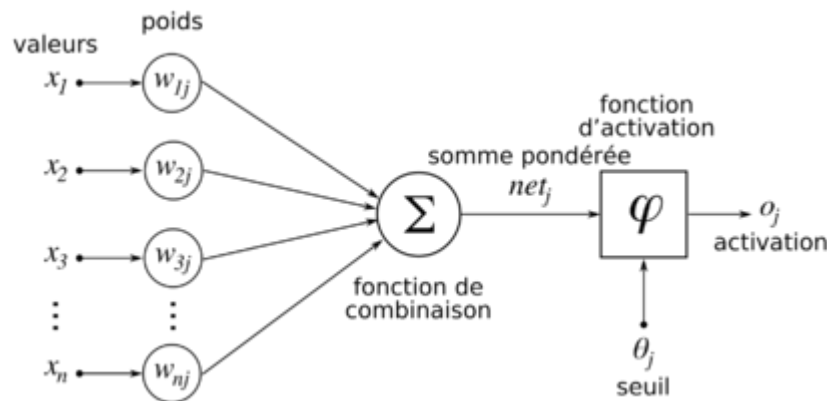 poids
valeurs
x₁
w₁ⱼ
x₂
w₂ⱼ
x₃
w₃ⱼ
⋮
⋮
xₙ
wₙⱼ
Σ
fonction de
combinaison
somme pondérée
netⱼ
fonction
d'activation
φ
oⱼ
activation
θⱼ
seuil